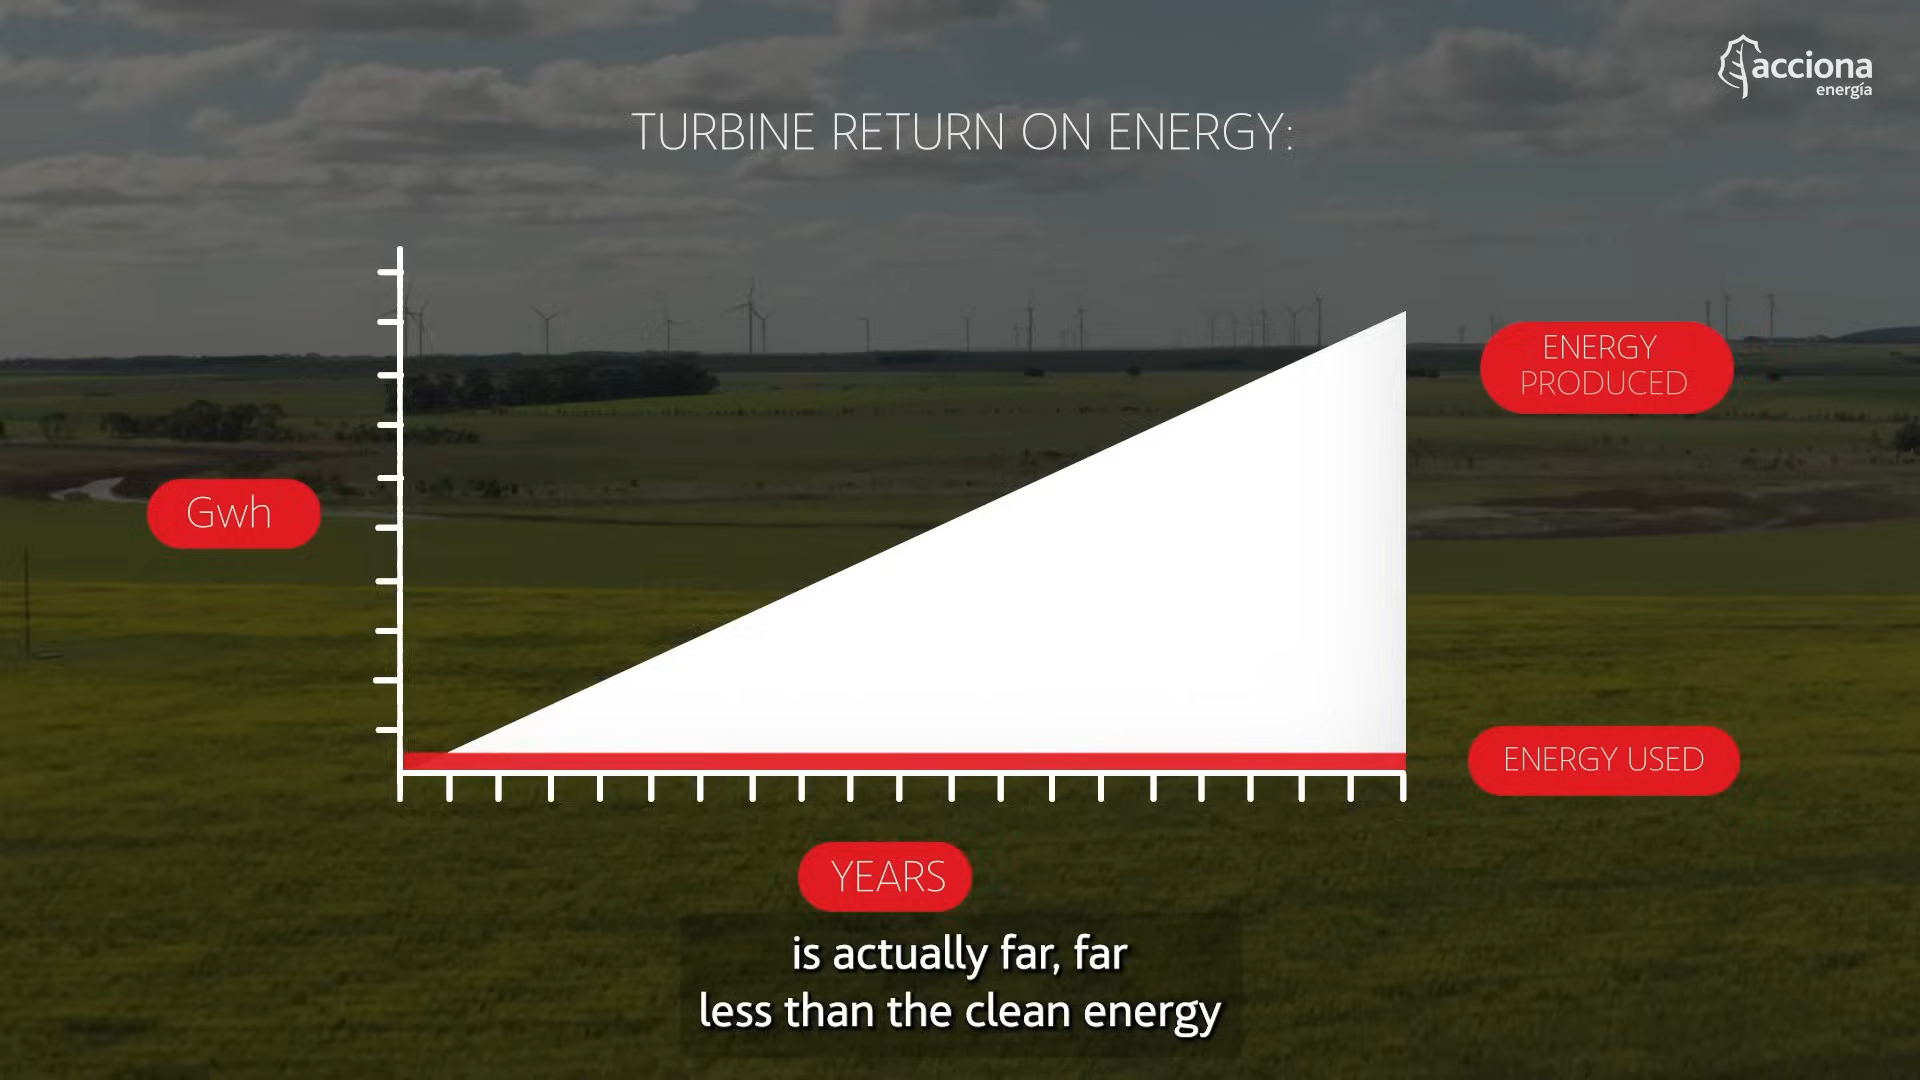 acciona
energía
TURBINE RETURN ON ENERGY:
ENERGY
PRODUCED
Gwh
ENERGY USED
YEARS
is actually far, far
less than the clean energy